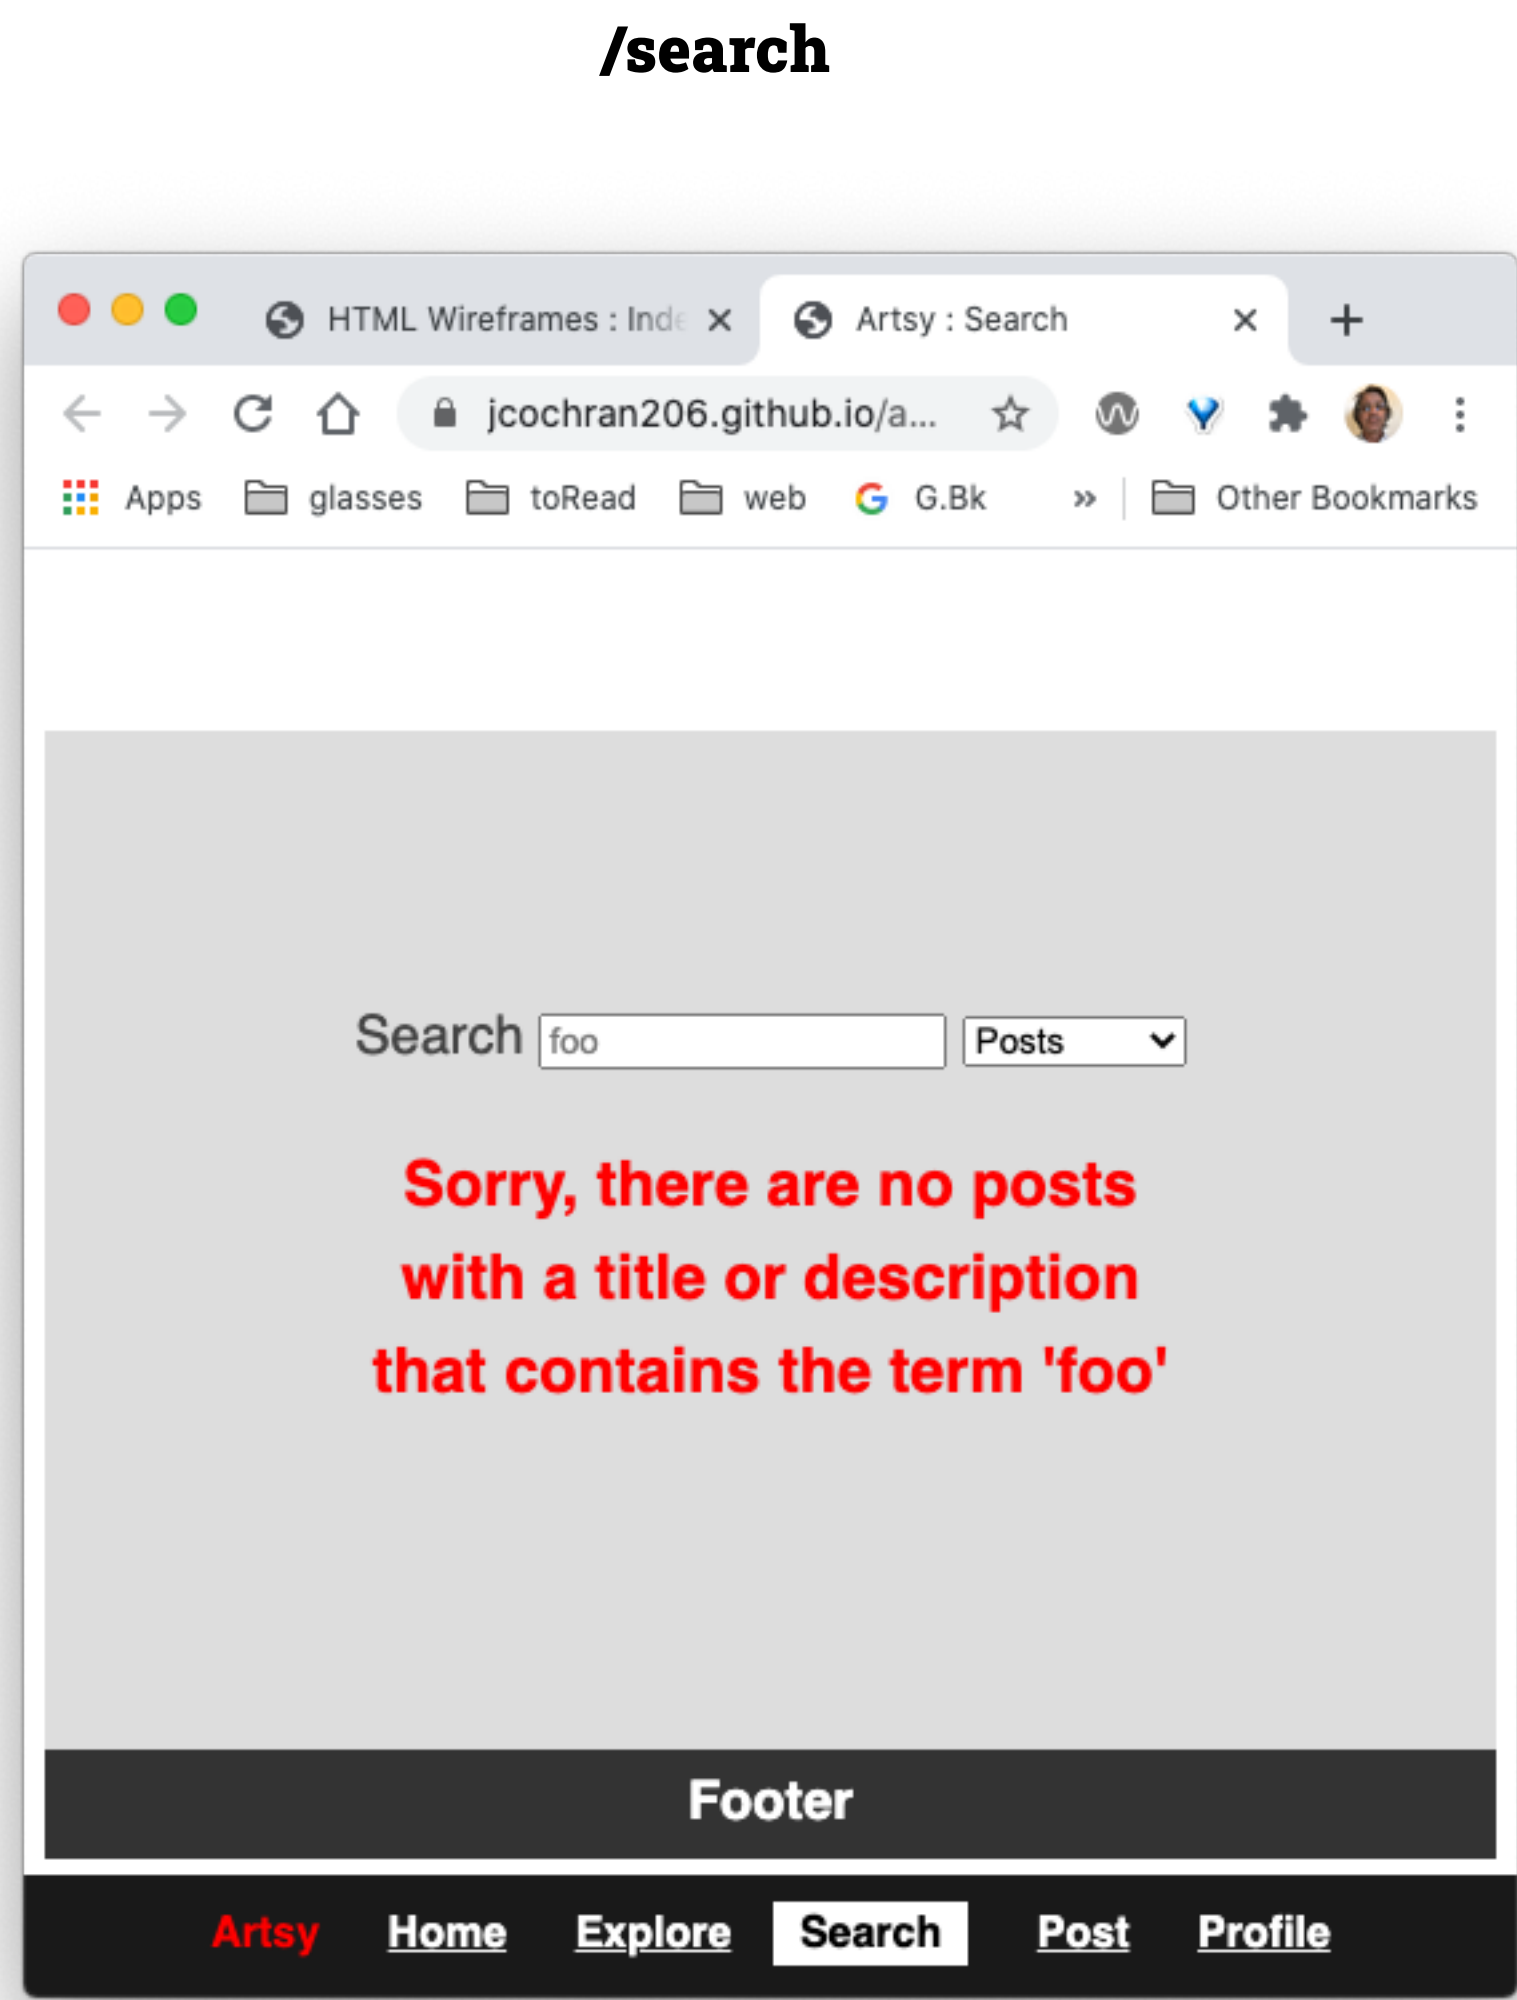 /search
HTML Wireframes : Inde
Artsy : Search
jcochran206.github.io/a...
Apps glasses toRead web G.Bk » Other Bookmarks
Search foo Posts
Sorry, there are no posts
with a title or description
that contains the term 'foo'
Footer
Artsy Home Explore Search Post Profile